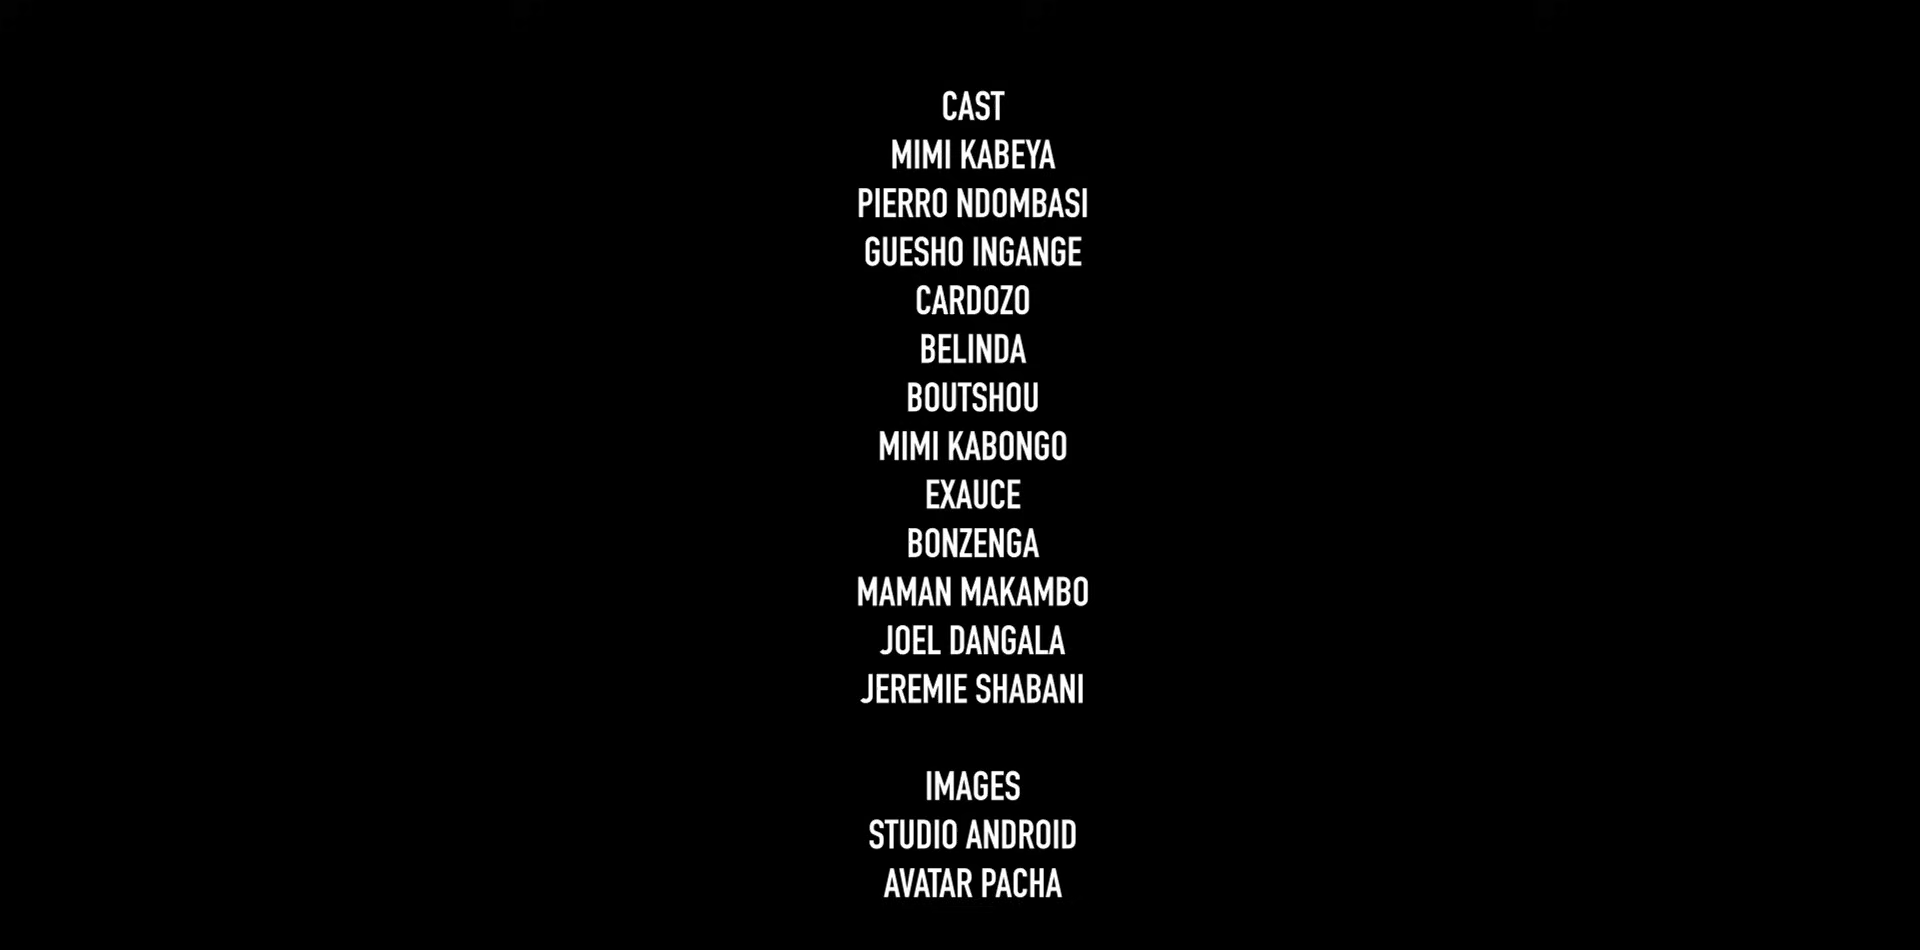 CAST
MIMI KABEYA
PIERRO NDOMBASI
GUESHO INGANGE
CARDOZO
BELINDA
BOUTSHOU
MIMI KABONGO
EXAUCE
BONZENGA
MAMAN MAKAMBO
JOEL DANGALA
JEREMIE SHABANI
IMAGES
STUDIO ANDROID
AVATAR PACHA